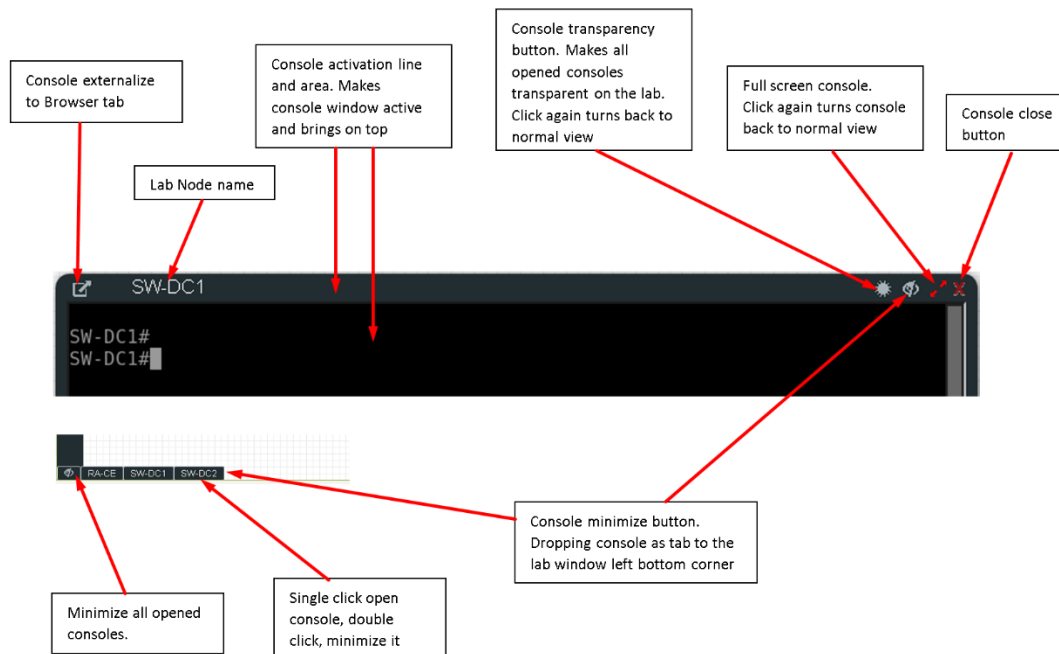 Console transparency
button. Makes all
opened consoles
transparent on the lab.
Click again turns back to
normal view
Console externalize
to Browser tab
Console activation line
and area. Makes
console window active
and brings on top
Full screen console.
Click again turns console
back to normal view
Console close
button
Lab Node name
SW-DC1
SW-DC1#
SW-DC1#
RA-CE SW-DC1 SW-DC2
Console minimize button.
Dropping console as tab to the
lab window left bottom corner
Minimize all opened
consoles.
Single click open
console, double
click, minimize it